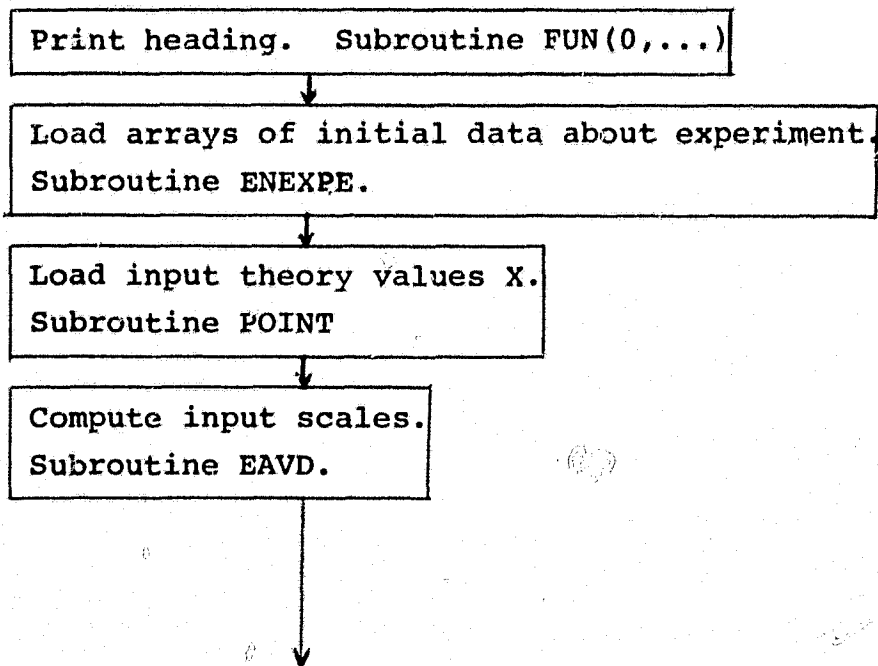 Print heading.  Subroutine FUN(0,...)
Load arrays of initial data about experiment.
Subroutine ENEXPE.
Load input theory values X.
Subroutine POINT
Compute input scales.
Subroutine EAVD.